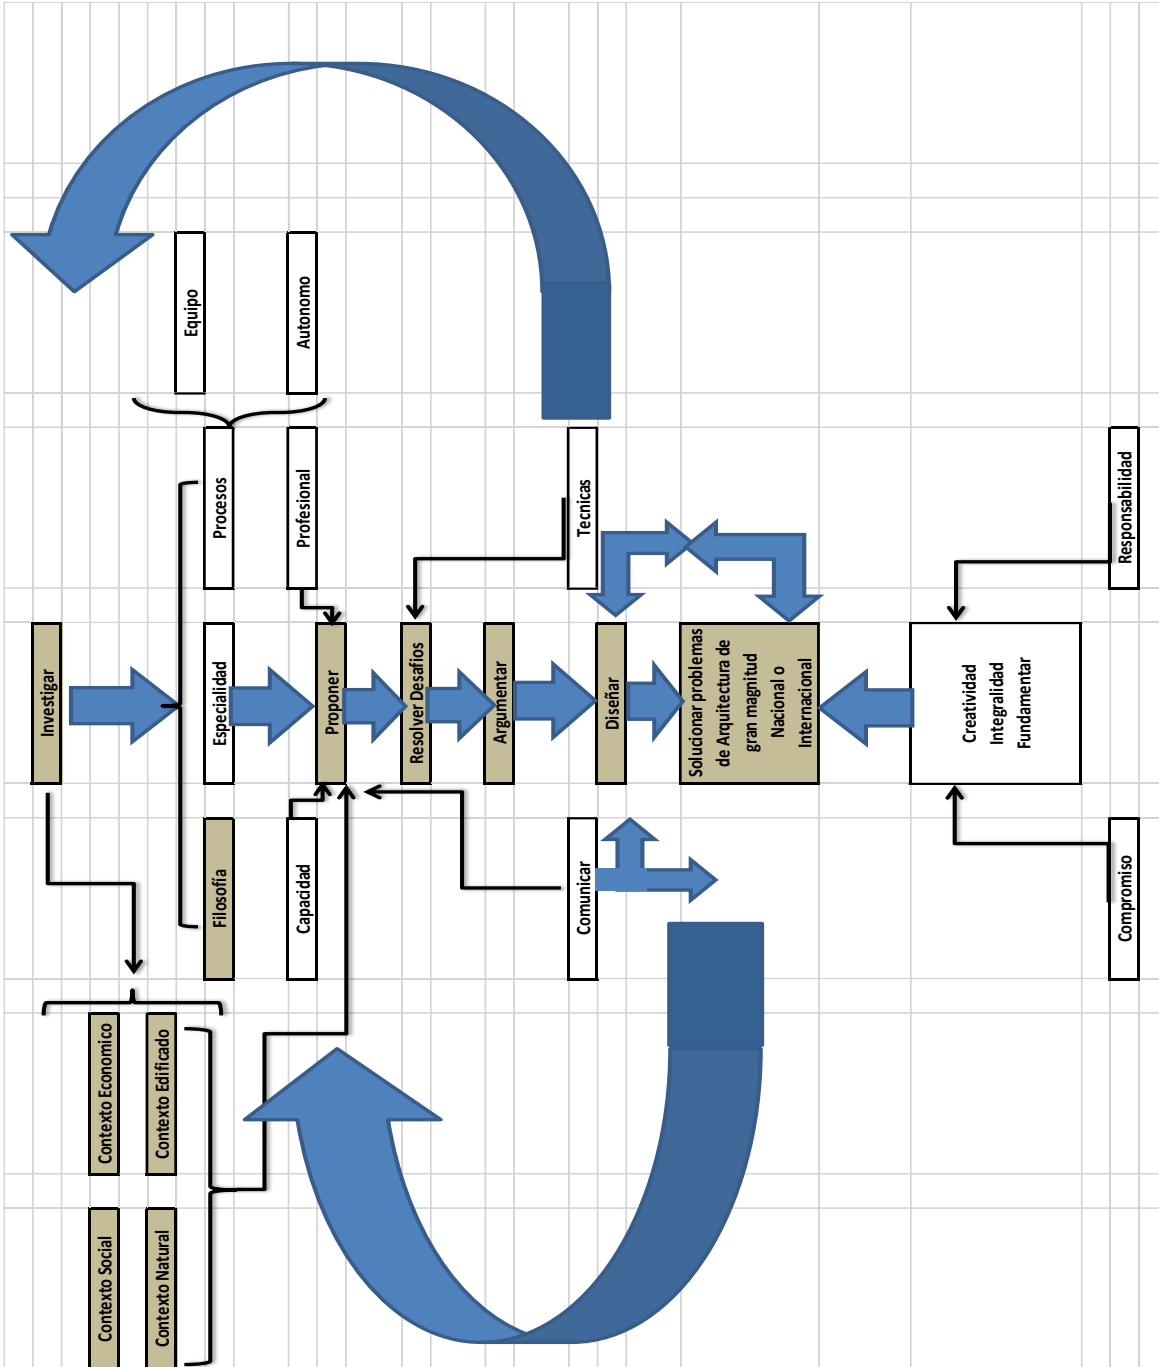 Investigar
Equipo
Contexto Social
Contexto Economico
Contexto Natural
Contexto Edificado
Filosofía
Especialidad
Procesos
Autonomo
Capacidad
Profesional
Proponer
Resolver Desafios
Argumentar
Comunicar
Tecnicas
Diseñar
Solucionar problemas
de Arquitectura de
gran magnitud
Nacional o
Internacional
Creatividad
Integralidad
Fundamentar
Compromiso
Responsabilidad